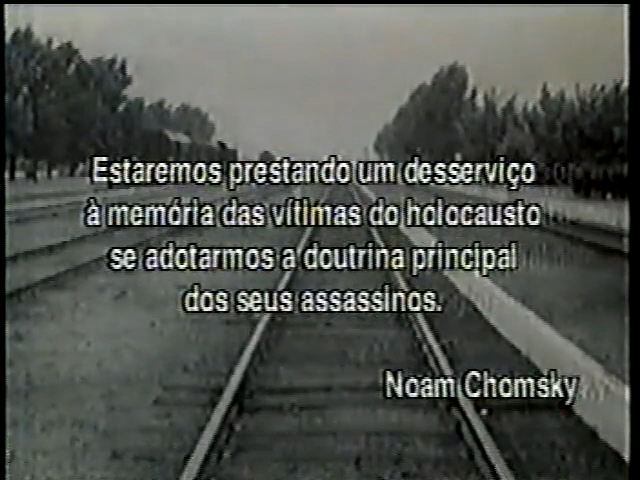 Estaremos prestando um desserviço
à memória das vítimas do holocausto
se adotarmos a doutrina principal
dos seus assassinos.
Noam Chomsky